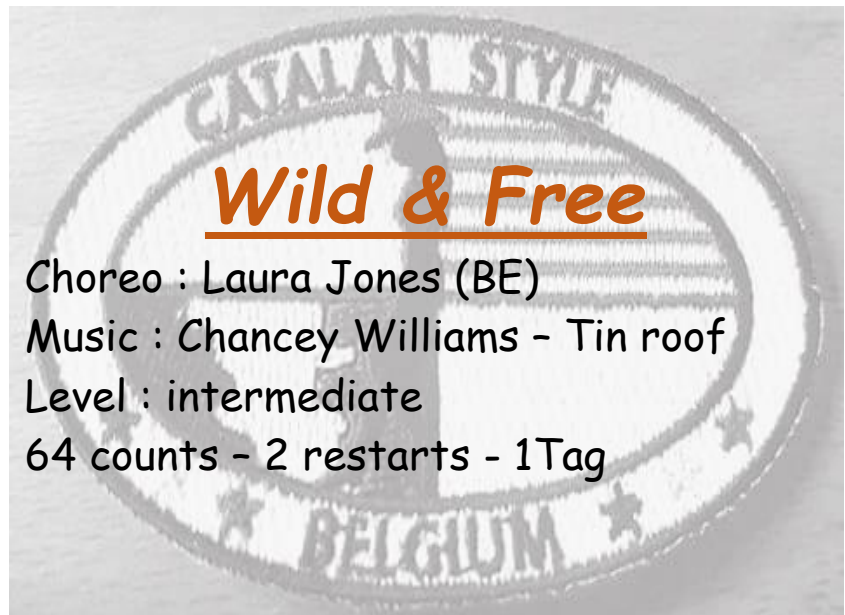 CATALAN STYLE
Wild & Free
Choreo : Laura Jones (BE)
Music : Chancey Williams – Tin roof
Level : intermediate
64 counts – 2 restarts - 1Tag
BELGIUM